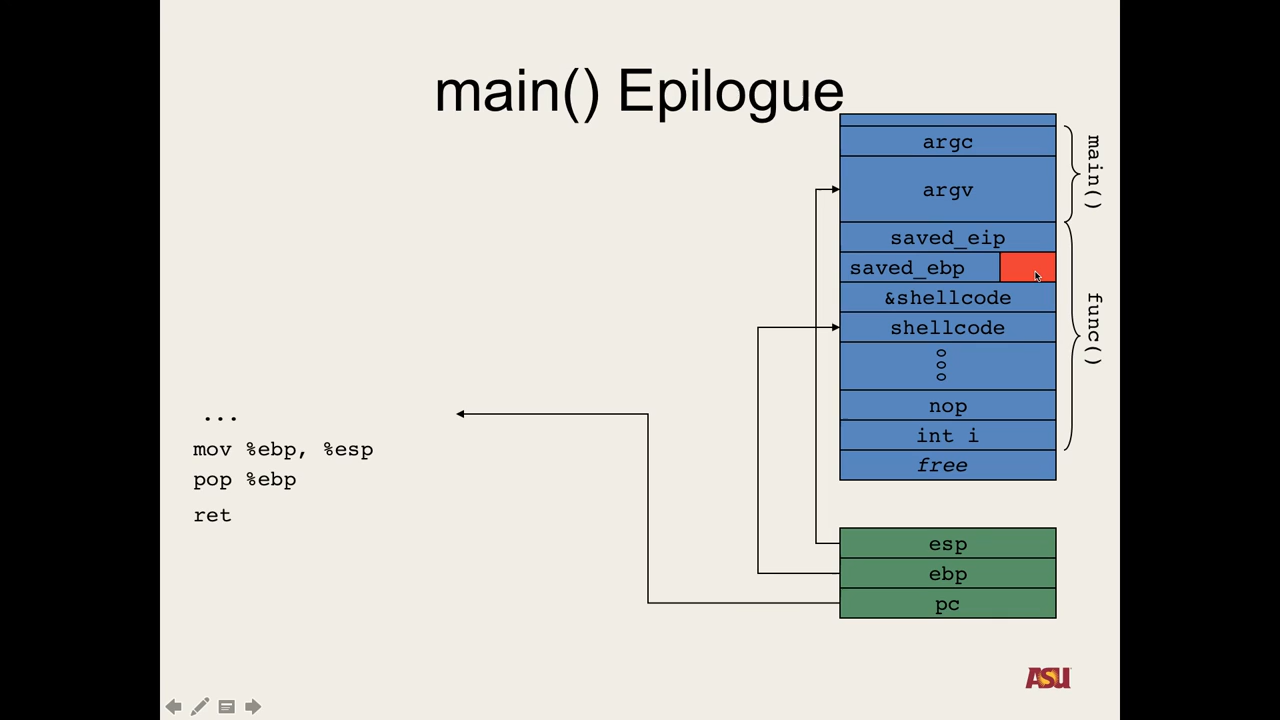 main() Epilogue
argc
argv
main()
saved_eip
saved_ebp
&shellcode
shellcode
func()
o
o
o
nop
int i
free
...
mov %ebp, %esp
pop %ebp
ret
esp
ebp
pc
ASU